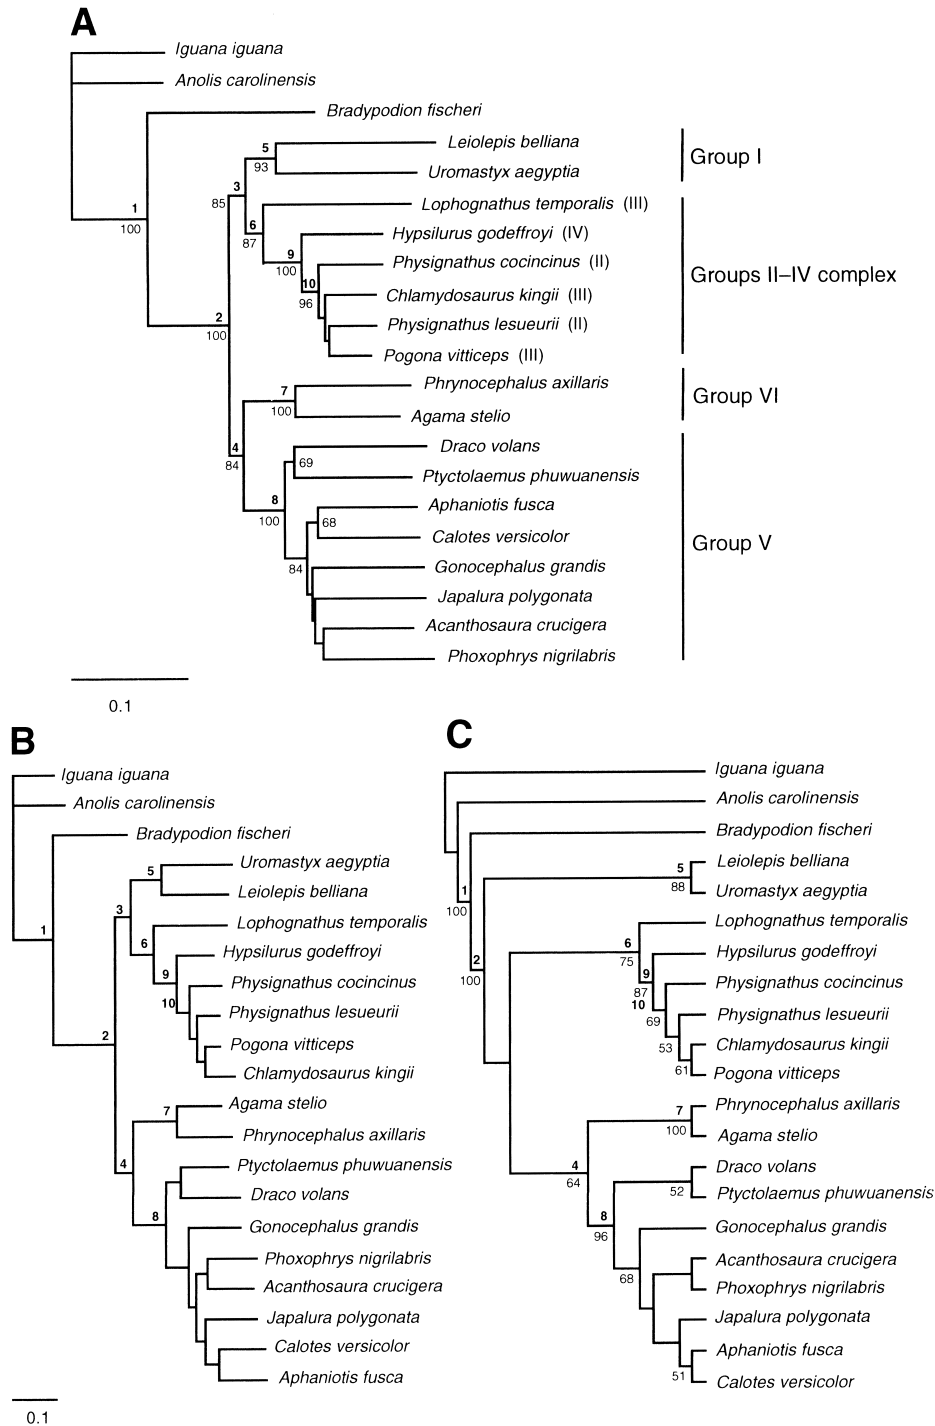 A
Iguana iguana
Anolis carolinensis
Bradypodion fischeri
5
Leiolepis belliana
93
Uromastyx aegyptia
Group I
3
85
Lophognathus temporalis (III)
1
100
6
87
Hypsilurus godeffroyi (IV)
9
100
Physignathus cocincinus (II)
Groups II–IV complex
10
96
Chlamydosaurus kingii (III)
2
100
Physignathus lesueurii (II)
Pogona vitticeps (III)
Phrynocephalus axillaris
7
100
Group VI
Agama stelio
4
84
Draco volans
69
Ptyctolaemus phuwuanensis
8
100
Aphaniotis fusca
68
Calotes versicolor
Group V
84
Gonocephalus grandis
Japalura polygonata
Acanthosaura crucigera
Phoxophrys nigrilabris
0.1
B
Iguana iguana
Anolis carolinensis
Bradypodion fischeri
5
Uromastyx aegyptia
Leiolepis belliana
3
1
6
Lophognathus temporalis
Hypsilurus godeffroyi
9
Physignathus cocincinus
10
Physignathus lesueurii
2
Pogona vitticeps
Chlamydosaurus kingii
7
Agama stelio
Phrynocephalus axillaris
4
Ptyctolaemus phuwuanensis
Draco volans
8
Gonocephalus grandis
Phoxophrys nigrilabris
Acanthosaura crucigera
Japalura polygonata
Calotes versicolor
Aphaniotis fusca
0.1
C
Iguana iguana
Anolis carolinensis
Bradypodion fischeri
5
88
Leiolepis belliana
Uromastyx aegyptia
1
100
Lophognathus temporalis
6
75
Hypsilurus godeffroyi
2
100
9
87
Physignathus cocincinus
10
69
Physignathus lesueurii
53
Chlamydosaurus kingii
61
Pogona vitticeps
Phrynocephalus axillaris
7
100
Agama stelio
4
64
Draco volans
52
Ptyctolaemus phuwuanensis
8
96
Gonocephalus grandis
68
Acanthosaura crucigera
Phoxophrys nigrilabris
Japalura polygonata
Aphaniotis fusca
51
Calotes versicolor